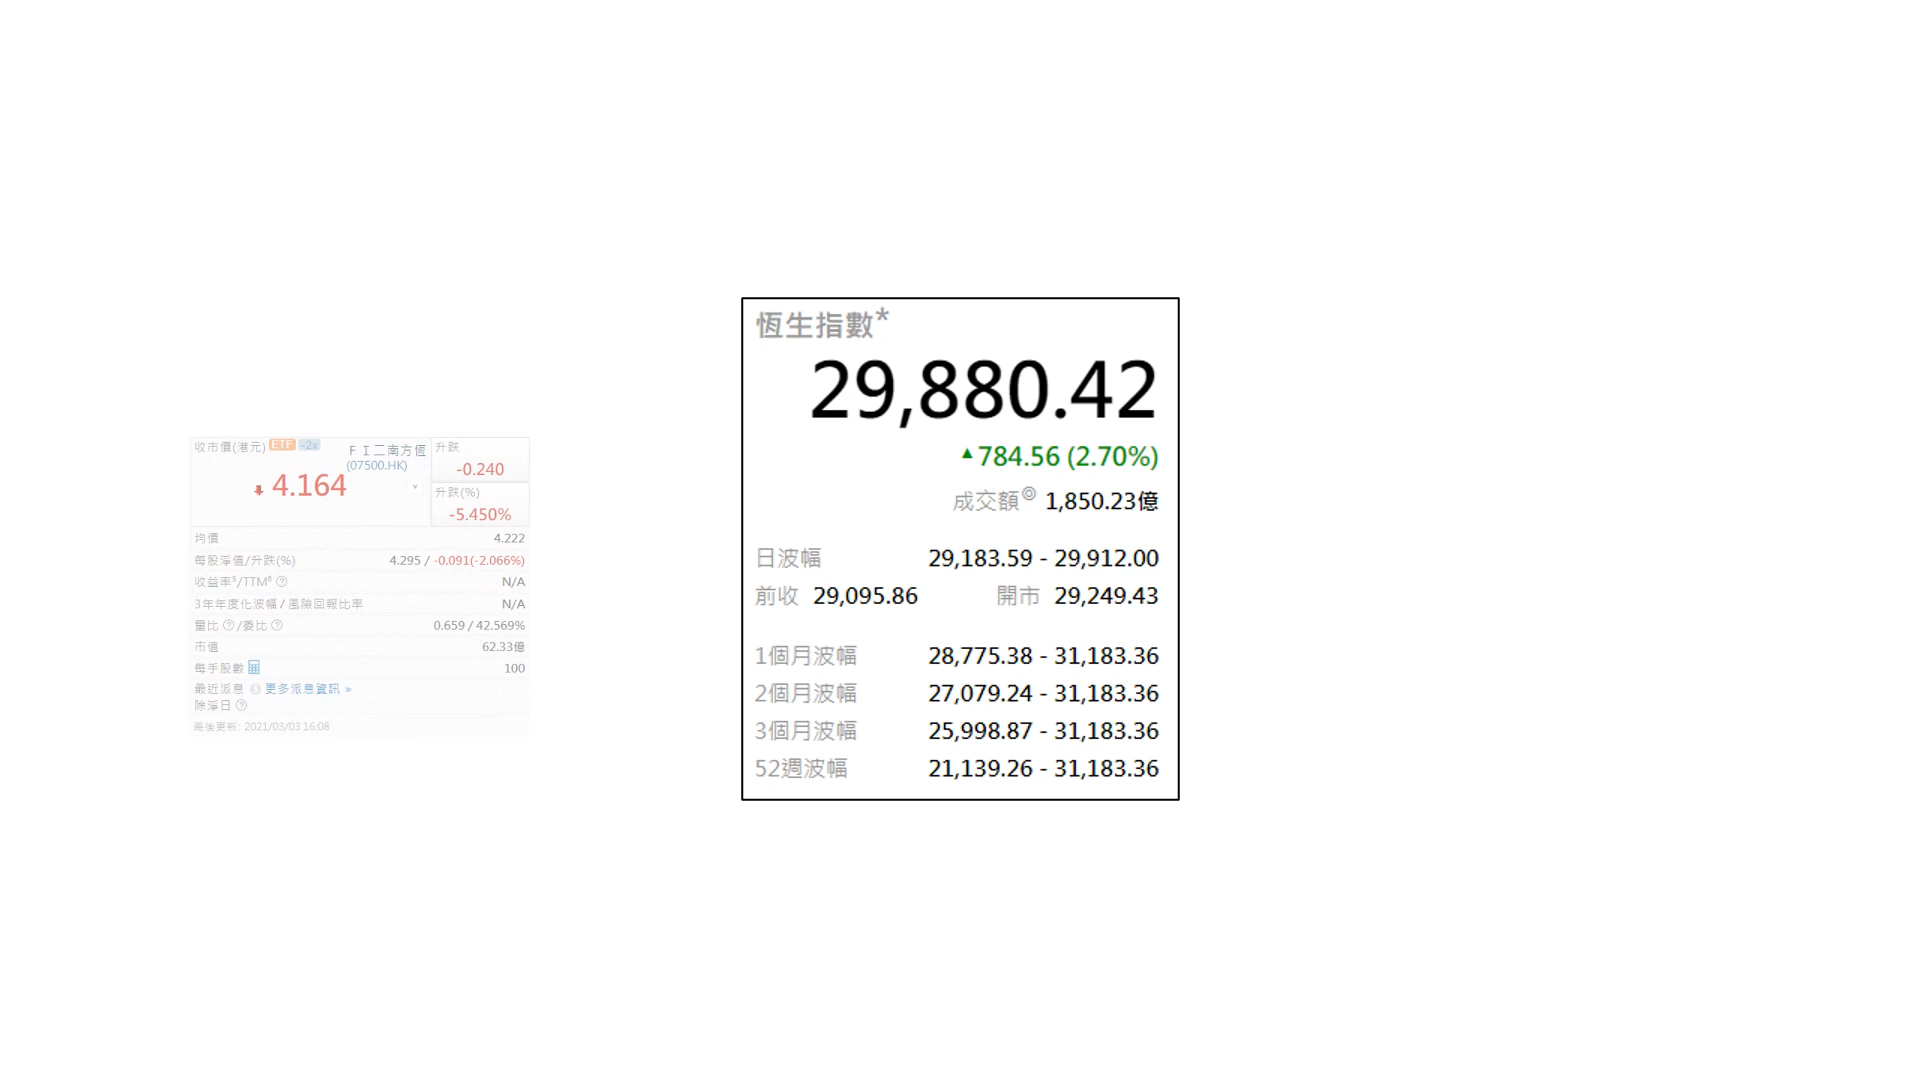 收市價(港元) ETF -2x
ＦＩ二南方恆
(07500.HK)
4.164
升跌
-0.240
升跌(%)
-5.450%
均價 4.222
每股淨值/升跌(%) 4.295 / -0.091(-2.066%)
收益率$/TTM6 N/A
3年年度化波幅 / 風險回報比率 N/A
量比 /委比 0.659 / 42.569%
市值 62.33億
每手股數 100
最近派息 更多派息資訊 »
除淨日
最後更新: 2021/03/03 16:08
恆生指數*
29,880.42
▲784.56 (2.70%)
成交額 1,850.23億
日波幅 29,183.59 - 29,912.00
前收 29,095.86 開市 29,249.43
1個月波幅 28,775.38 - 31,183.36
2個月波幅 27,079.24 - 31,183.36
3個月波幅 25,998.87 - 31,183.36
52週波幅 21,139.26 - 31,183.36